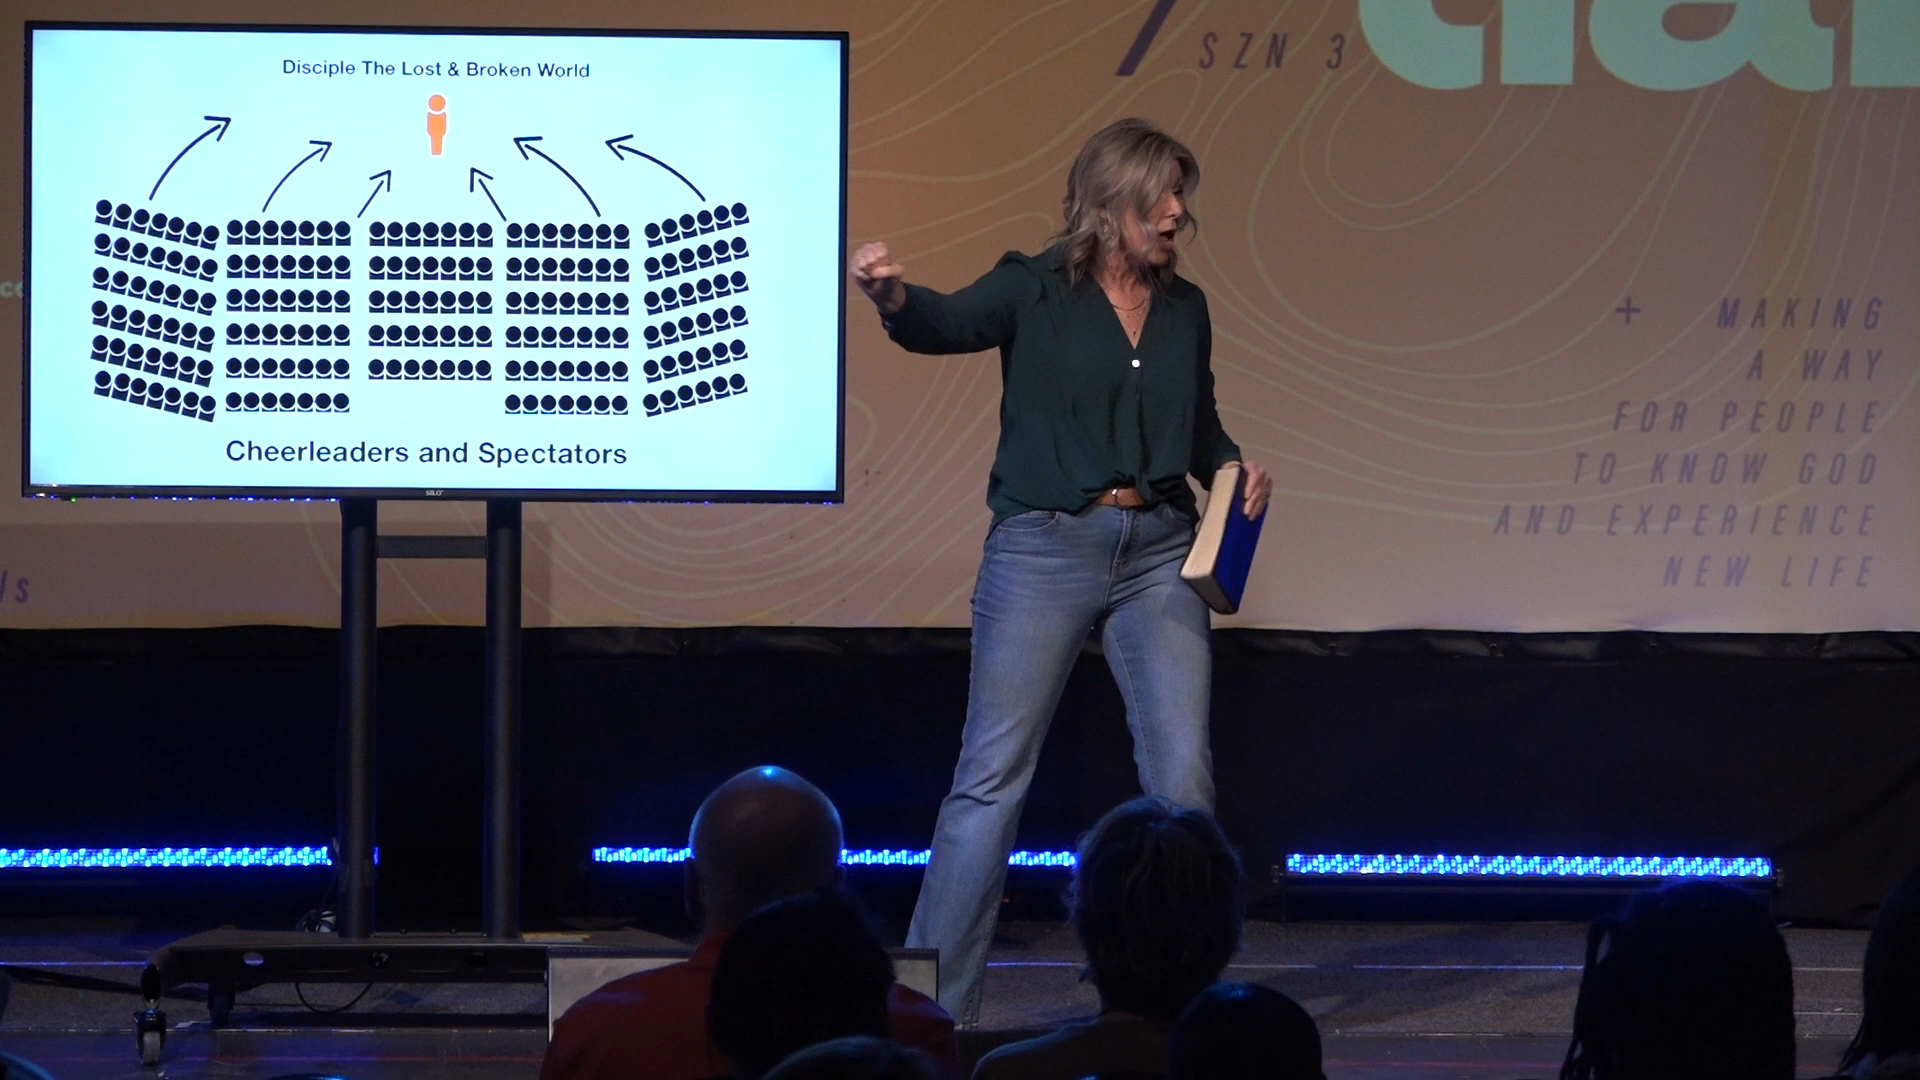 Disciple The Lost & Broken World
Cheerleaders and Spectators
SZN 3
+ MAKING
A WAY
FOR PEOPLE
TO KNOW GOD
AND EXPERIENCE
NEW LIFE